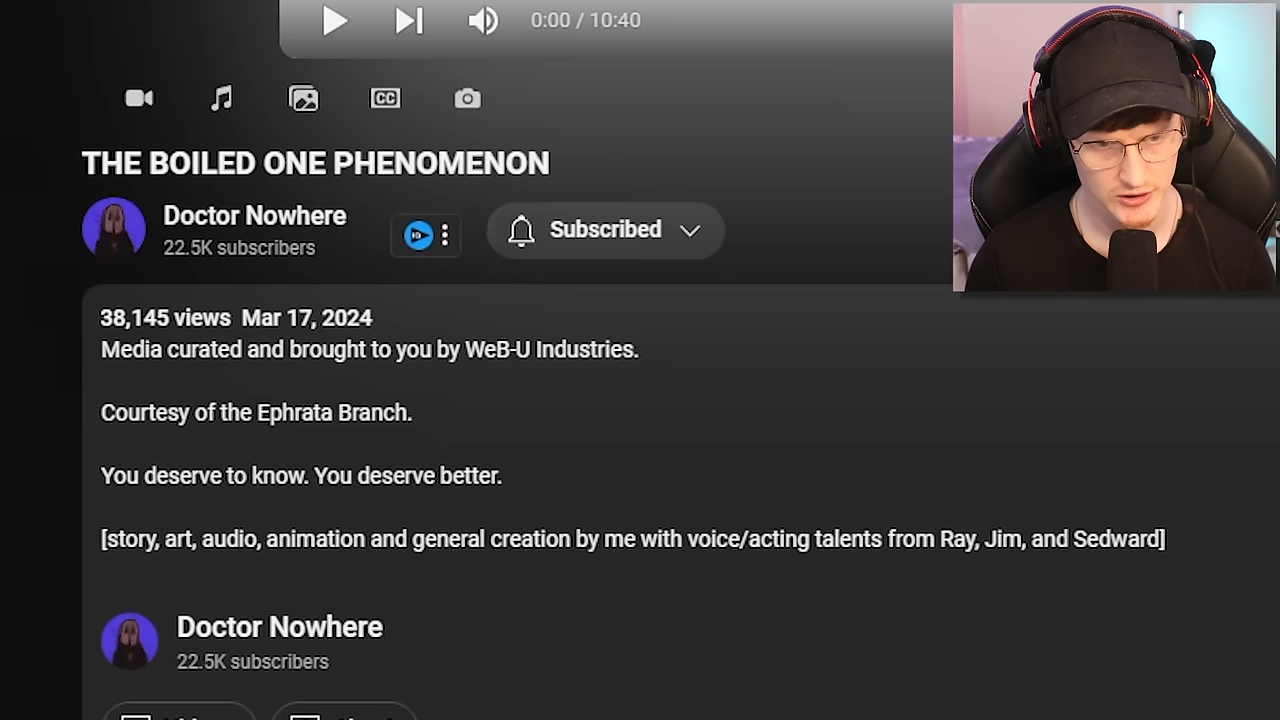 0:00 / 10:40
CC
THE BOILED ONE PHENOMENON
Doctor Nowhere
22.5K subscribers
Subscribed
38,145 views Mar 17, 2024
Media curated and brought to you by WeB-U Industries.
Courtesy of the Ephrata Branch.
You deserve to know. You deserve better.
[story, art, audio, animation and general creation by me with voice/acting talents from Ray, Jim, and Sedward]
Doctor Nowhere
22.5K subscribers